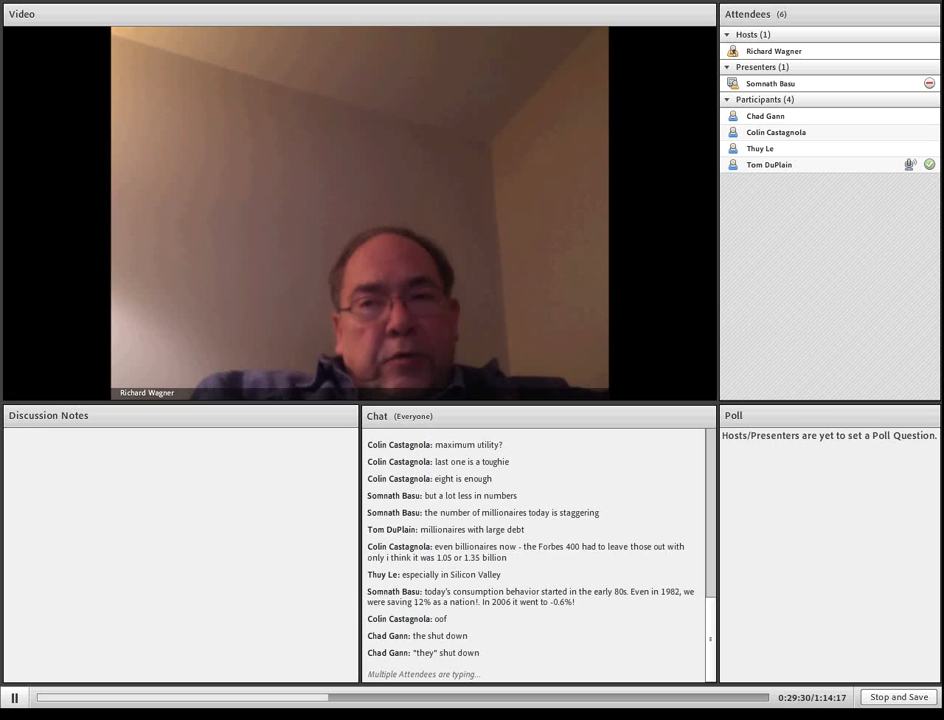 Video
Richard Wagner
Attendees (6)
Hosts (1)
Richard Wagner
Presenters (1)
Somnath Basu
Participants (4)
Chad Gann
Colin Castagnola
Thuy Le
Tom DuPlain
Discussion Notes
Chat (Everyone)
Colin Castagnola: maximum utility?
Colin Castagnola: last one is a toughie
Colin Castagnola: eight is enough
Somnath Basu: but a lot less in numbers
Somnath Basu: the number of millionaires today is staggering
Tom DuPlain: millionaires with large debt
Colin Castagnola: even billionaires now - the Forbes 400 had to leave those out with
only i think it was 1.05 or 1.35 billion
Thuy Le: especially in Silicon Valley
Somnath Basu: today's consumption behavior started in the early 80s. Even in 1982, we
were saving 12% as a nation!. In 2006 it went to -0.6%!
Colin Castagnola: oof
Chad Gann: the shut down
Chad Gann: "they" shut down
Multiple Attendees are typing...
Poll
Hosts/Presenters are yet to set a Poll Question.
0:29:30/1:14:17
Stop and Save